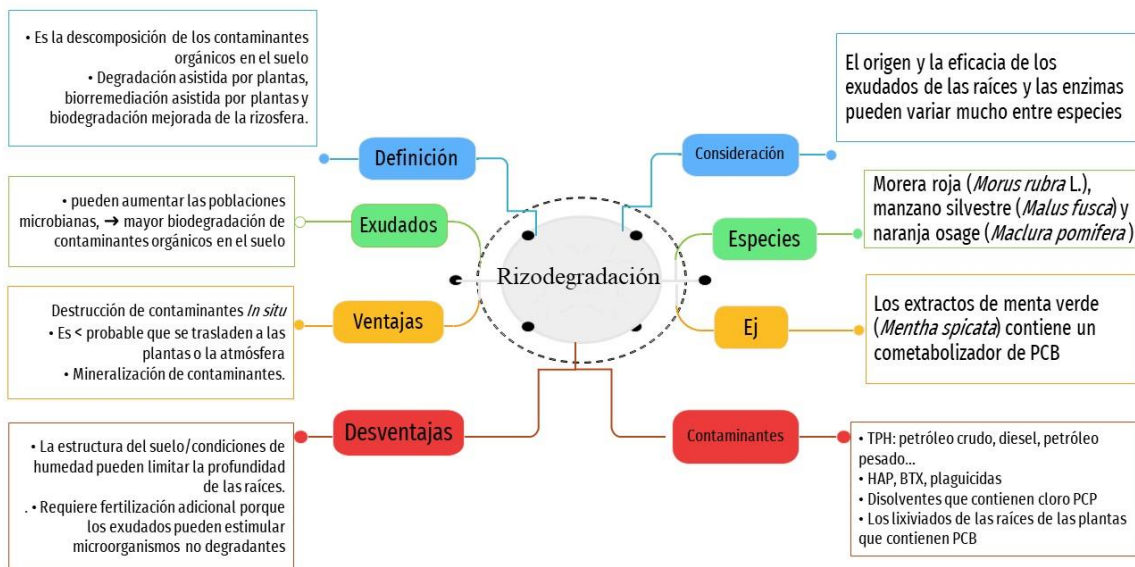 • Es la descomposición de los contaminantes
orgánicos en el suelo
• Degradación asistida por plantas,
biorremediación asistida por plantas y
biodegradación mejorada de la rizosfera.
Definición
• pueden aumentar las poblaciones
microbianas, → mayor biodegradación de
contaminantes orgánicos en el suelo
Exudados
Destrucción de contaminantes In situ
• Es < probable que se trasladen a las
plantas o la atmósfera
• Mineralización de contaminantes.
Ventajas
• La estructura del suelo/condiciones de
humedad pueden limitar la profundidad
de las raíces.
. • Requiere fertilización adicional porque
los exudados pueden estimular
microorganismos no degradantes
Desventajas
Rizodegradación
Consideración
El origen y la eficacia de los
exudados de las raíces y las enzimas
pueden variar mucho entre especies
Especies
Morera roja (Morus rubra L.),
manzano silvestre (Malus fusca) y
naranja osage (Maclura pomifera )
Ej
Los extractos de menta verde
(Mentha spicata) contiene un
cometabolizador de PCB
Contaminantes
• TPH: petróleo crudo, diesel, petróleo
pesado...
• HAP, BTX, plaguicidas
• Disolventes que contienen cloro PCP
• Los lixiviados de las raíces de las plantas
que contienen PCB